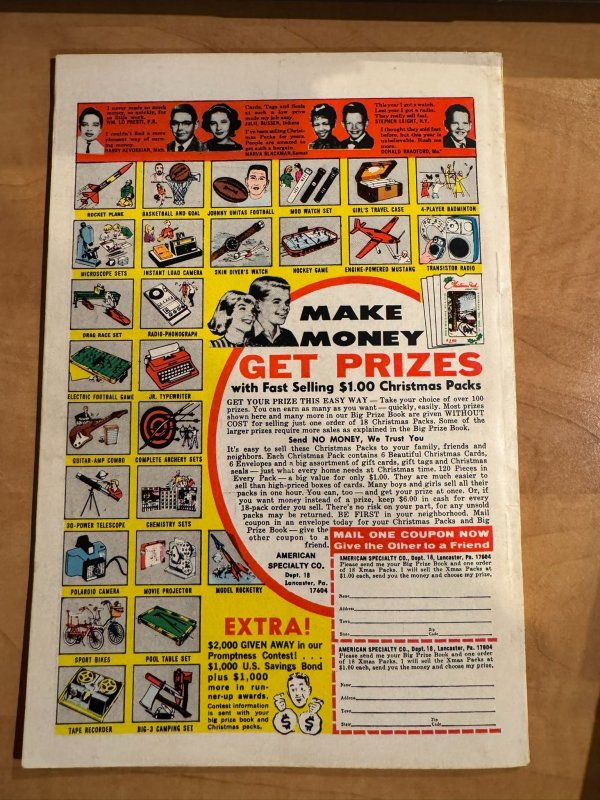 I never made so much
money, so quickly, for
so little work.
WM. LO PRESTI, P.R.
I couldn't find a more
pleasant way of earn-
ing money.
HARRY KEVORKIAN, Mich.
Cards, Tags and Seals
at such a low price
made my job easy.
JULIE
I've been selling Christ-
mas Packs for years.
People are amazed to
get such a bargain.
MARVA BLACKMAN, Kansas
This year I got a watch.
Last year I got a radio.
They really sell fast.
STEPHEN LEIGHT, N.Y.
I thought they sold fast
before, but this year is
unbelievable. Rush me
more.
DONALD BRADFORD, Me.
ROCKET PLANE
BASKETBALL AND GOAL
JOHNNY UNITAS FOOTBALL
MOD WATCH SET
GIRL'S TRAVEL CASE
4-PLAYER BADMINTON
MICROSCOPE SETS
INSTANT LOAD CAMERA
SKIN DIVER'S WATCH
HOCKEY GAME
ENGINE-POWERED MUSTANG
TRANSISTOR RADIO
DRAG RACE SET
RADIO-PHONOGRAPH
ELECTRIC FOOTBALL GAME
JR. TYPEWRITER
GUITAR-AMP COMBO
COMPLETE ARCHERY SETS
60-POWER TELESCOPE
CHEMISTRY SETS
POLAROID CAMERA
MOVIE PROJECTOR
MODEL ROCKETRY
SPORT BIKES
POOL TABLE SET
TAPE RECORDER
BIG-3 CAMPING SET
MAKE
MONEY
GET PRIZES
with Fast Selling $1.00 Christmas Packs
GET YOUR PRIZE THIS EASY WAY — Take your choice of over 100
prizes. You can earn as many as you want — quickly, easily. Most prizes
shown here and many more in our Big Prize Book are given WITHOUT
COST for selling just one order of 18 Christmas Packs. Some of the
larger prizes require more sales as explained in the Big Prize Book.
Send NO MONEY, We Trust You
It's easy to sell these Christmas Packs to your family, friends and
neighbors. Each Christmas Pack contains 6 Beautiful Christmas Cards,
6 Envelopes and a big assortment of gift cards, gift tags and Christmas
seals — just what every home needs at Christmas time, 120 Pieces in
Every Pack — a big value for only $1.00. They are much easier to
sell than high-priced boxes of cards. Many boys and girls sell all their
packs in one hour. You can, too — and get your prize at once. Or, if
you want money instead of a prize, keep $6.00 in cash for every
18-pack order you sell. There's no risk on your part, for any unsold
packs may be returned. BE FIRST in your neighborhood. Mail
coupon in an envelope today for your Christmas Packs and Big
Prize Book — give the
other coupon to a
friend.
AMERICAN
SPECIALTY CO.
Dept. 18
Lancaster, Pa.
17604
EXTRA!
$2,000 GIVEN AWAY in our
Promptness Contest! . . .
$1,000 U.S. Savings Bond
plus $1,000
more in run-
ner-up awards.
Contest information
is sent with your
big prize book and
Christmas packs.
$ $
MAIL ONE COUPON NOW
Give the Other to a Friend
AMERICAN SPECIALTY CO., Dept. 18, Lancaster, Pa. 17604
Please send me your Big Prize Book and one order
of 18 Xmas Packs. I will sell the Xmas Packs at
$1.00 each, send you the money and choose my prize.
Name
Address
Town
State Zip Code
AMERICAN SPECIALTY CO., Dept. 18, Lancaster, Pa. 17604
Please send me your Big Prize Book and one order
of 18 Xmas Packs. I will sell the Xmas Packs at
$1.00 each, send you the money and choose my prize.
Name
Address
Town
State Zip Code